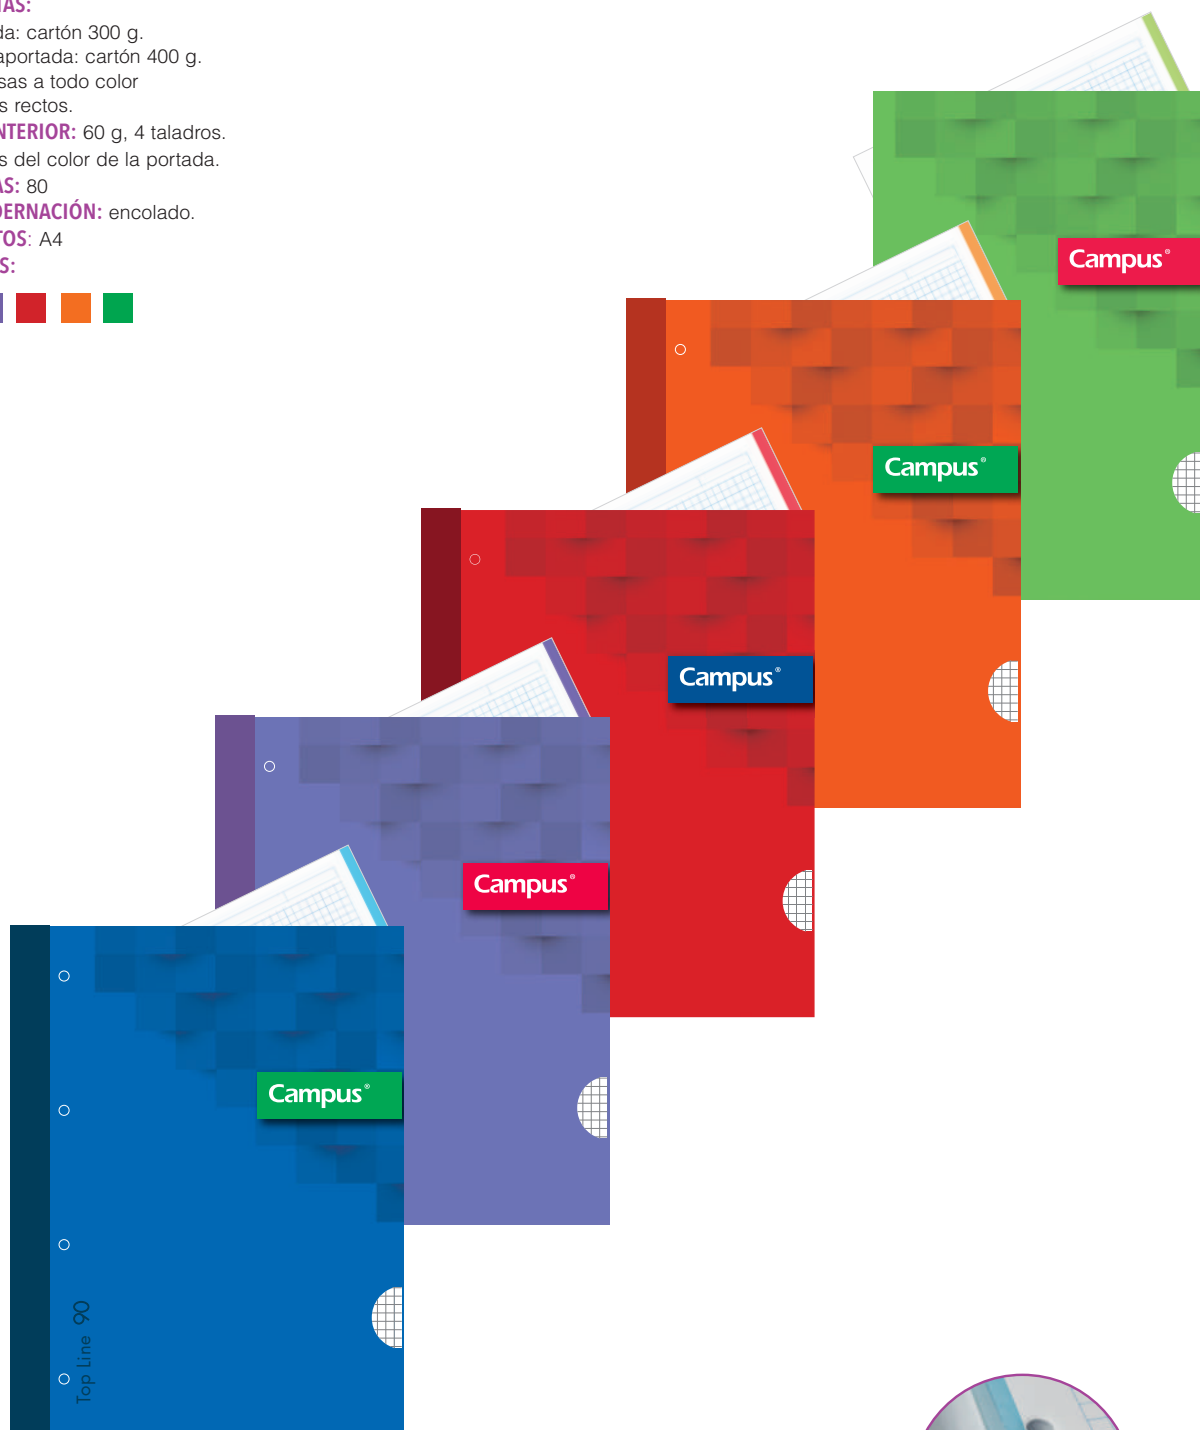 da: cartón 300 g.
aportada: cartón 400 g.
sas a todo color
s rectos.
NTERIOR: 60 g, 4 taladros.
s del color de la portada.
AS: 80
DERNACIÓN: encolado.
TOS: A4
S:
Campus®
Campus®
Campus®
Campus®
Campus®
Top Line 90